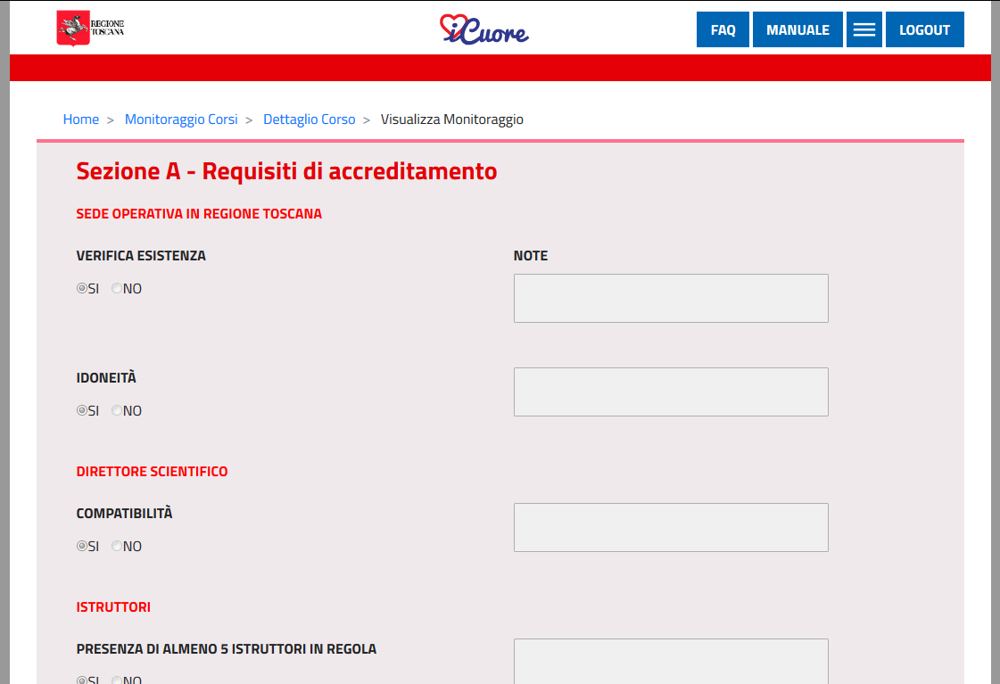 REGIONE
TOSCANA
iCuore
FAQ
MANUALE
LOGOUT
Home > Monitoraggio Corsi > Dettaglio Corso > Visualizza Monitoraggio
Sezione A - Requisiti di accreditamento
SEDE OPERATIVA IN REGIONE TOSCANA
VERIFICA ESISTENZA
NOTE
SI NO
IDONEITÀ
SI NO
DIRETTORE SCIENTIFICO
COMPATIBILITÀ
SI NO
ISTRUTTORI
PRESENZA DI ALMENO 5 ISTRUTTORI IN REGOLA
SI NO